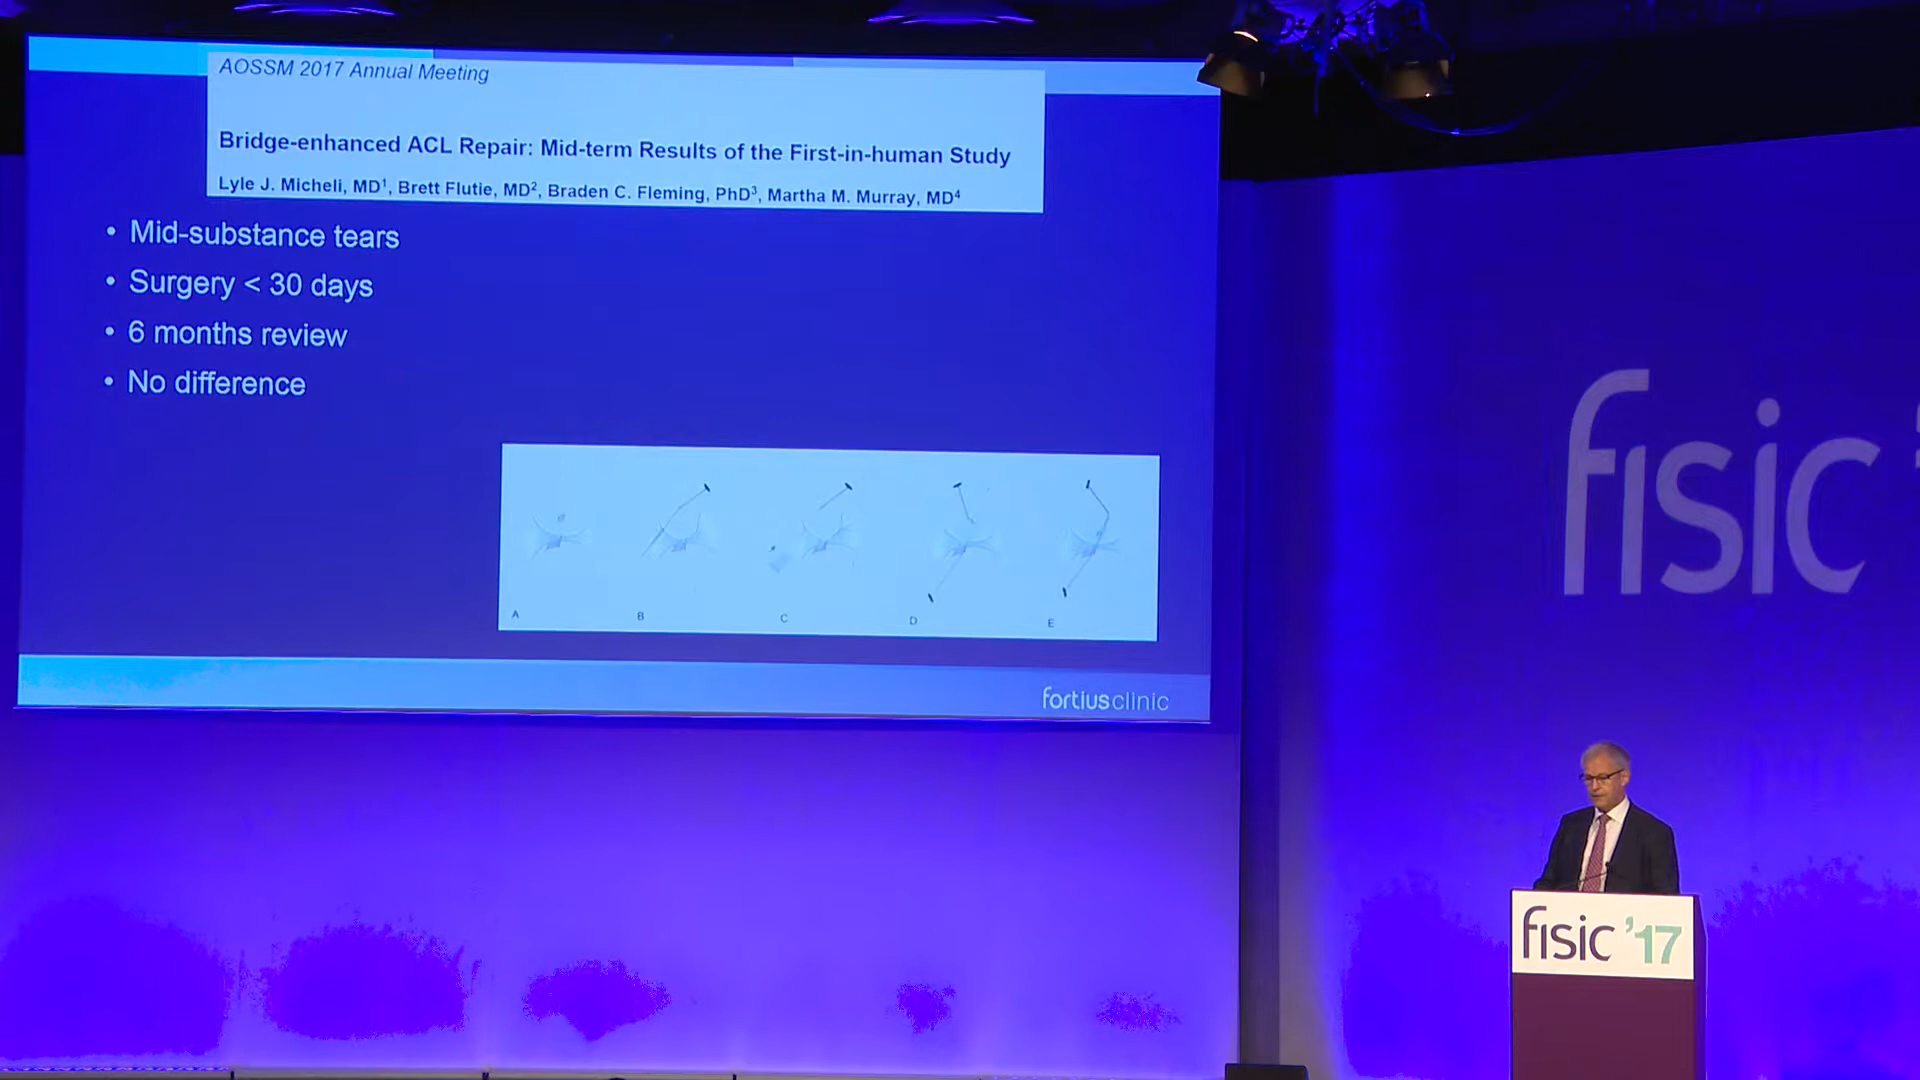 AOSSM 2017 Annual Meeting
Bridge-enhanced ACL Repair: Mid-term Results of the First-in-human Study
Lyle J. Micheli, MD1, Brett Flutie, MD2, Braden C. Fleming, PhD3, Martha M. Murray, MD4
• Mid-substance tears
• Surgery < 30 days
• 6 months review
• No difference
A B C D E
fortiusclinic
fisic '
fisic '17